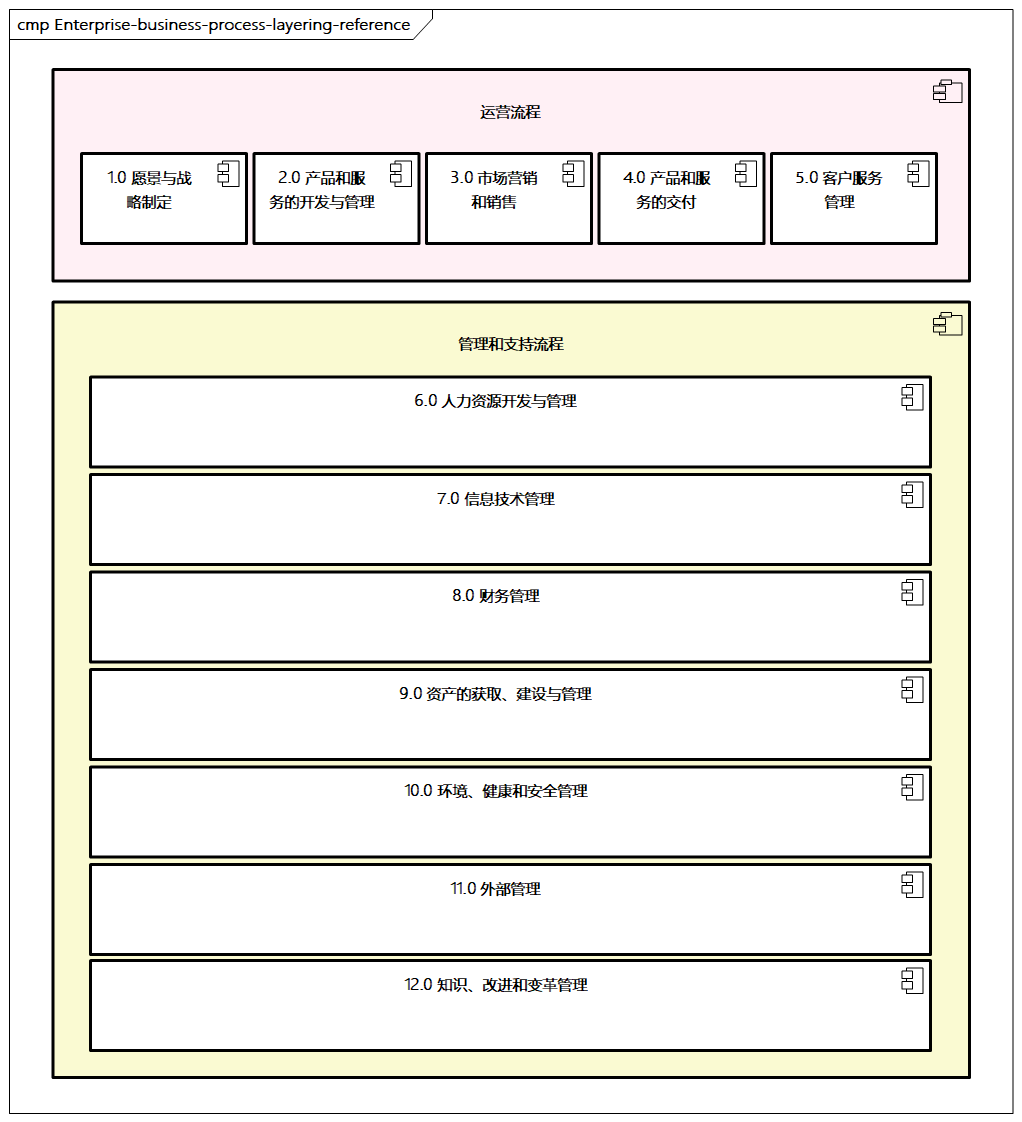 cmp Enterprise-business-process-layering-reference
运营流程
1.0 愿景与战
略制定
2.0 产品和服
务的开发与管理
3.0 市场营销
和销售
4.0 产品和服
务的交付
5.0 客户服务
管理
管理和支持流程
6.0 人力资源开发与管理
7.0 信息技术管理
8.0 财务管理
9.0 资产的获取、建设与管理
10.0 环境、健康和安全管理
11.0 外部管理
12.0 知识、改进和变革管理